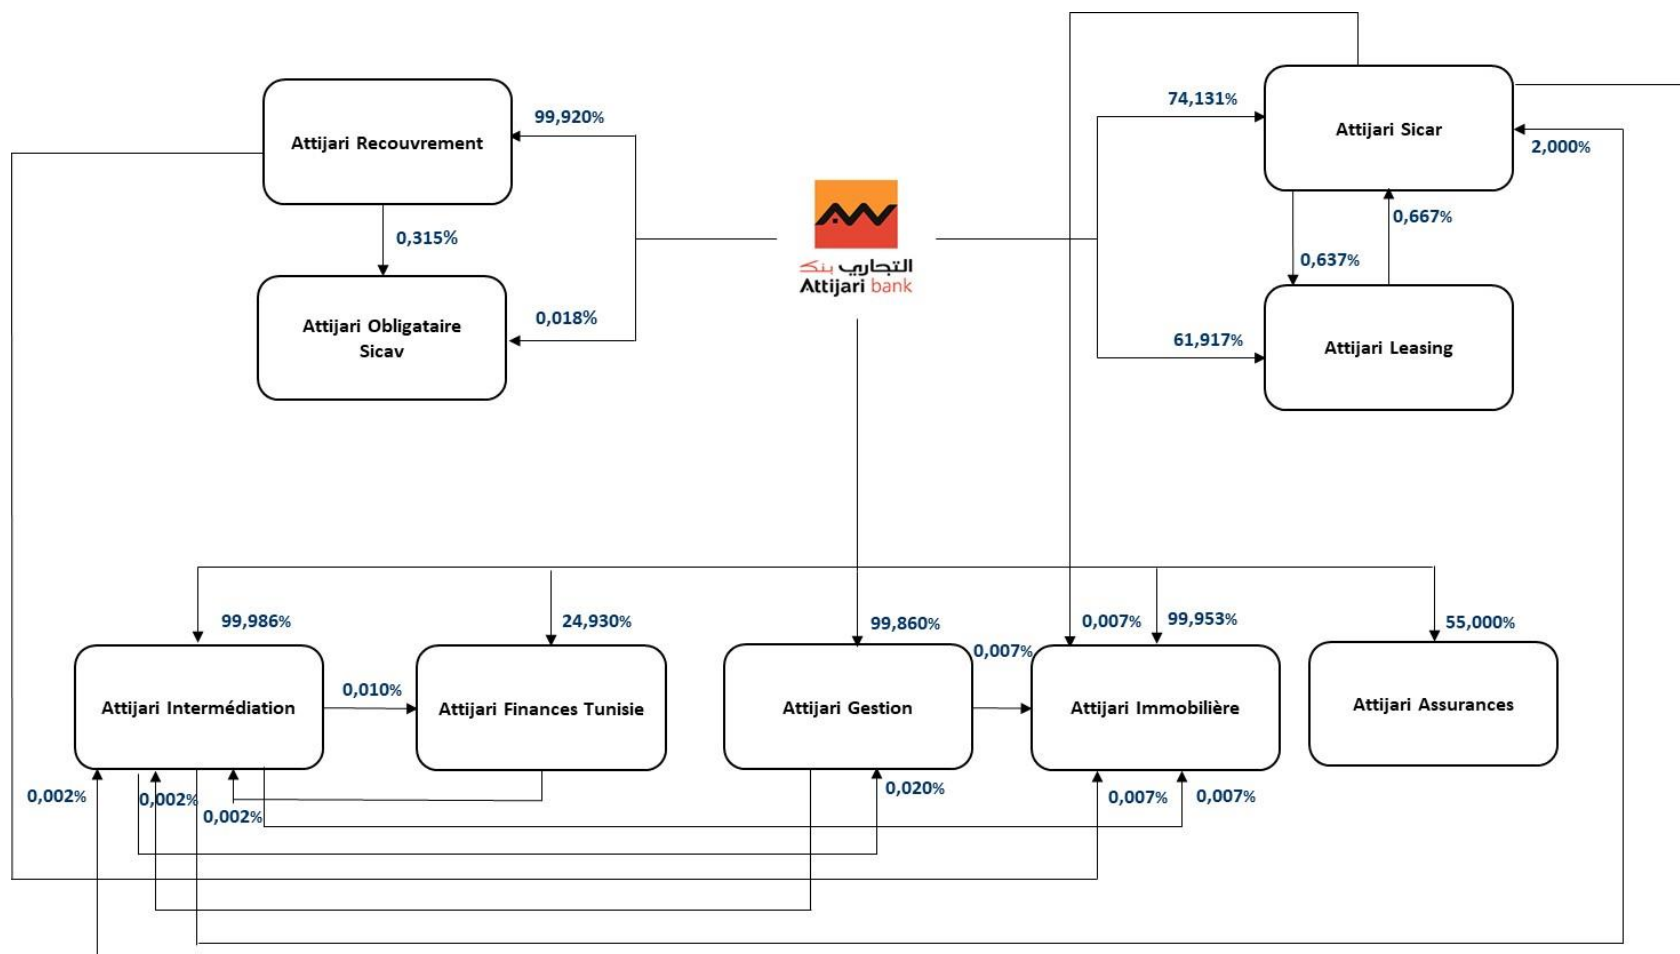 99,920%
Attijari Recouvrement
0,315%
Attijari Obligataire
Sicav
0,018%
التجاري بنك
Attijari bank
74,131%
Attijari Sicar
2,000%
0,667%
0,637%
61,917%
Attijari Leasing
99,986%
24,930%
99,860%
0,007%
0,007%
99,953%
55,000%
Attijari Intermédiation
0,010%
Attijari Finances Tunisie
Attijari Gestion
Attijari Immobilière
Attijari Assurances
0,002%
0,002%
0,002%
0,020%
0,007%
0,007%